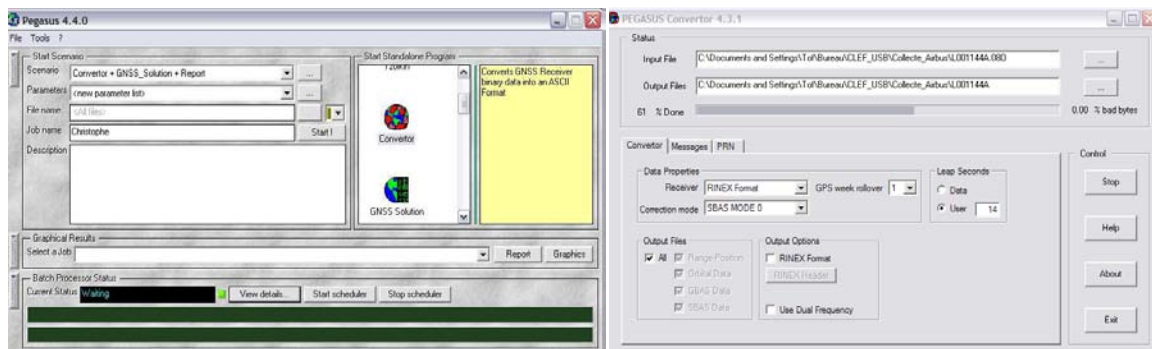 Pegasus 4.4.0
File Tools ?
Start Scenario
Scenario Convertor + GNSS_Solution + Report ...
Parameters <new parameter list> ...
File name <All files>
Job name Christophe Start !
Description
Start Standalone Program
Convertor
GNSS Solution
Converts GNSS Receiver
binary data into an ASCII
Format
Graphical Results
Select a Job Report Graphics
Batch Processor Status
Current Status Waiting View details... Start scheduler Stop scheduler
PEGASUS Convertor 4.3.1
Status
Input File C:\Documents and Settings\Toil\Bureau\CLEF_USB\Collecte_Airbus\L001144A.08O ...
Output Files C:\Documents and Settings\Toil\Bureau\CLEF_USB\Collecte_Airbus\L001144A ...
61 % Done 0.00 % bad bytes
Convertor Messages PRN
Data Properties
Receiver RINEX Format GPS week rollover 1
Correction mode SBAS MODE 0
Leap Seconds
Data
User 14
Output Files
All Range-Position
Orbital Data
GBAS Data
SBAS Data
Output Options
RINEX Format
RINEX Header
Use Dual Frequency
Control
Stop
Help
About
Exit